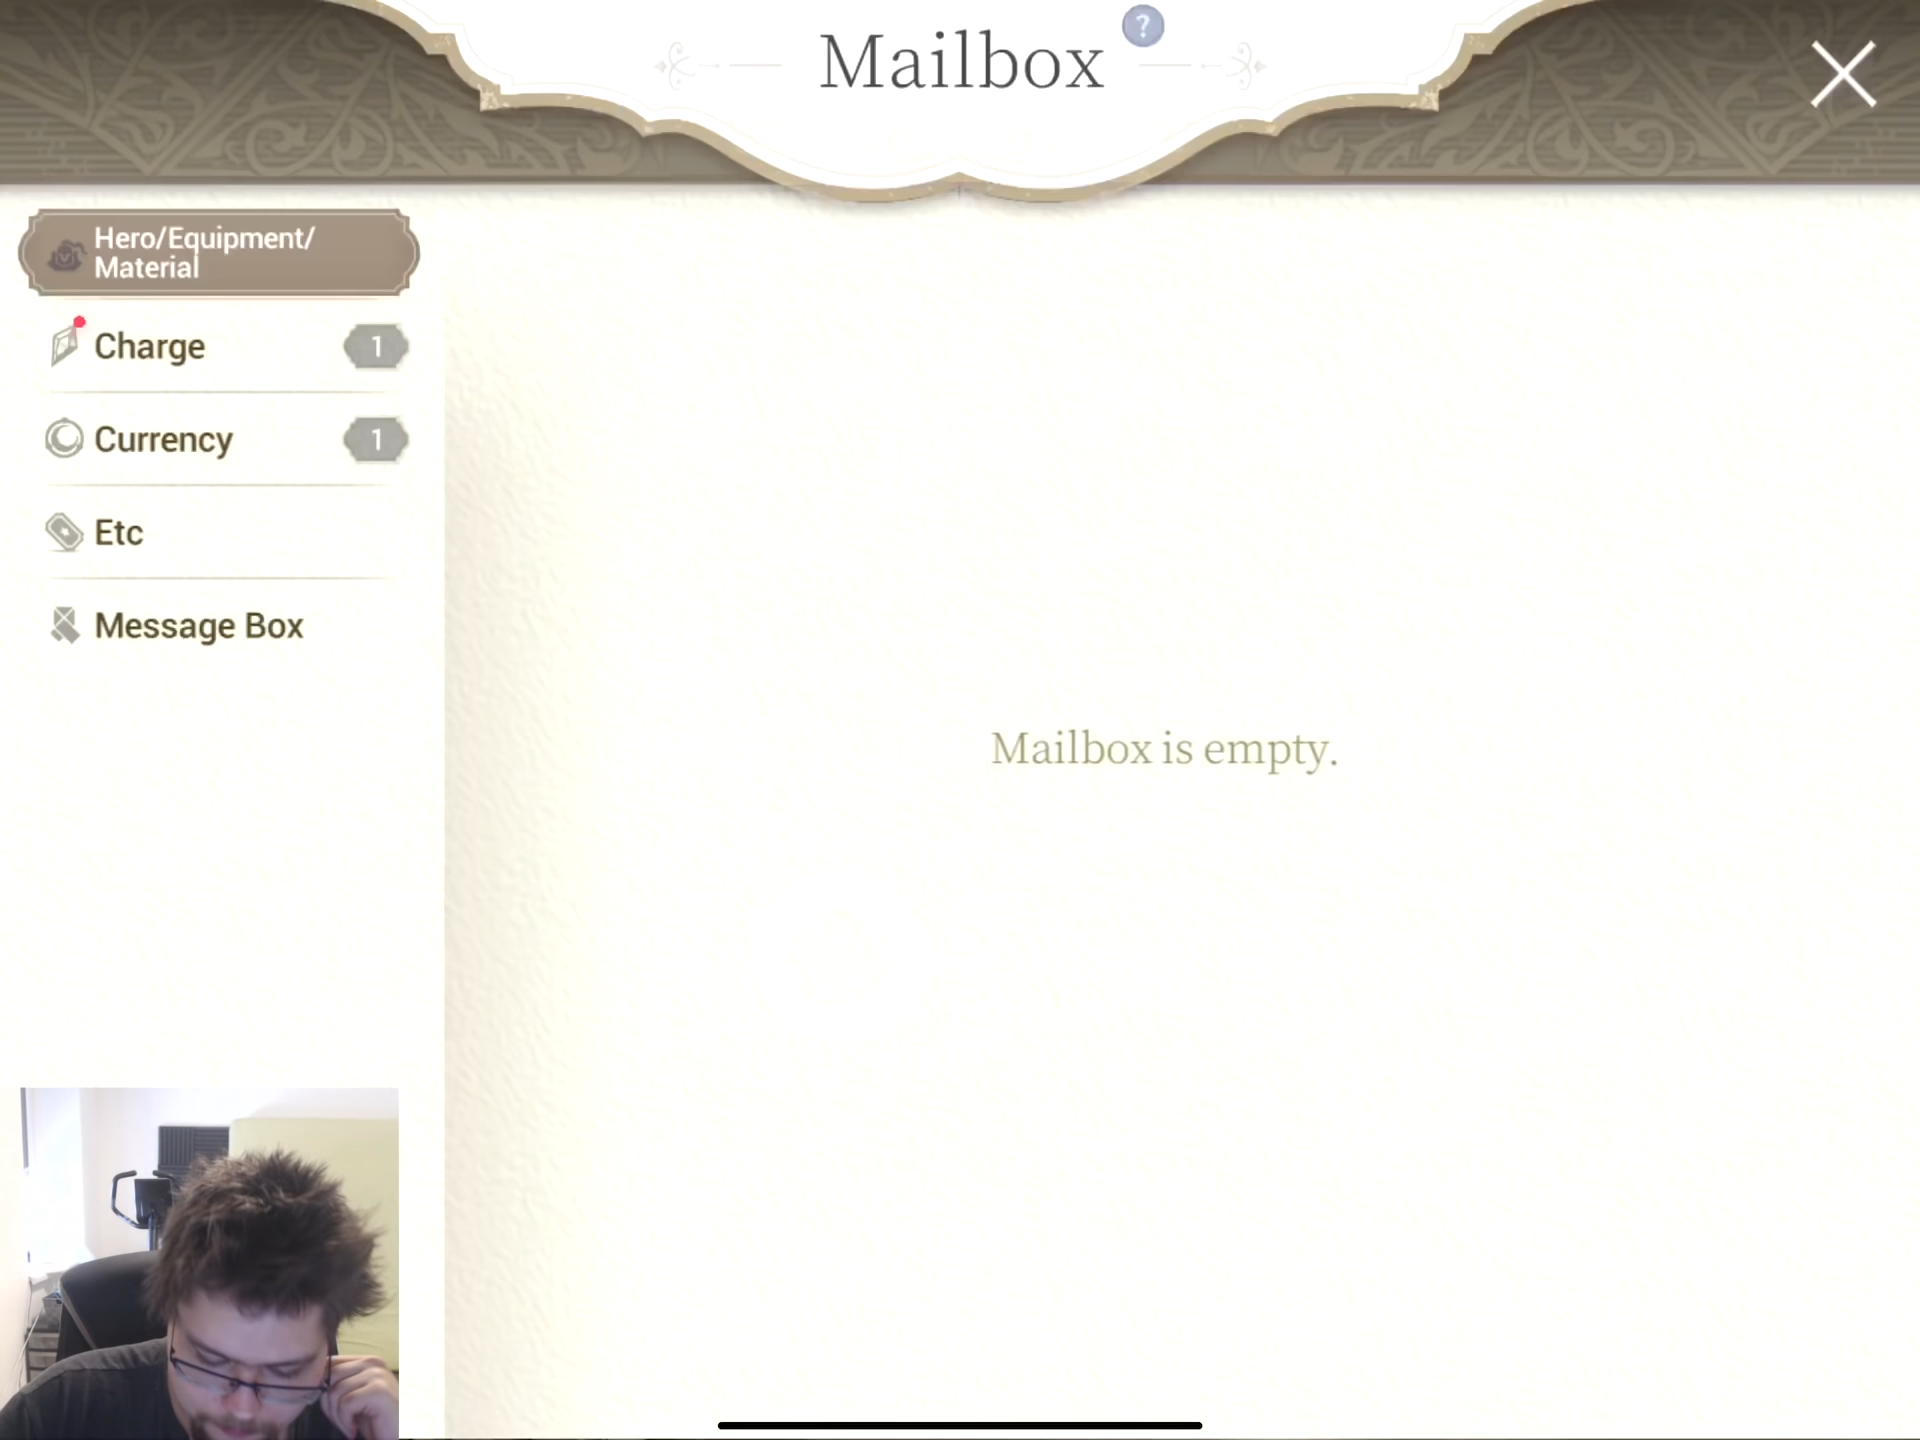 Mailbox
?
Hero/Equipment/
Material
Charge 1
Currency 1
Etc
Message Box
Mailbox is empty.